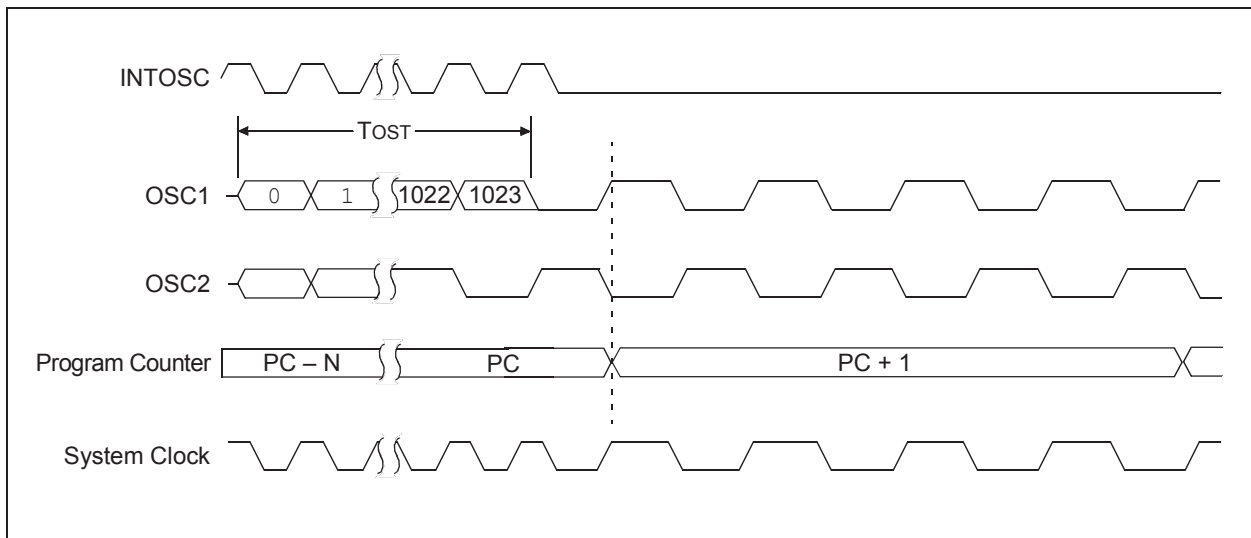 INTOSC
TOST
OSC1 0 1 1022 1023
OSC2
Program Counter PC – N PC PC + 1
System Clock